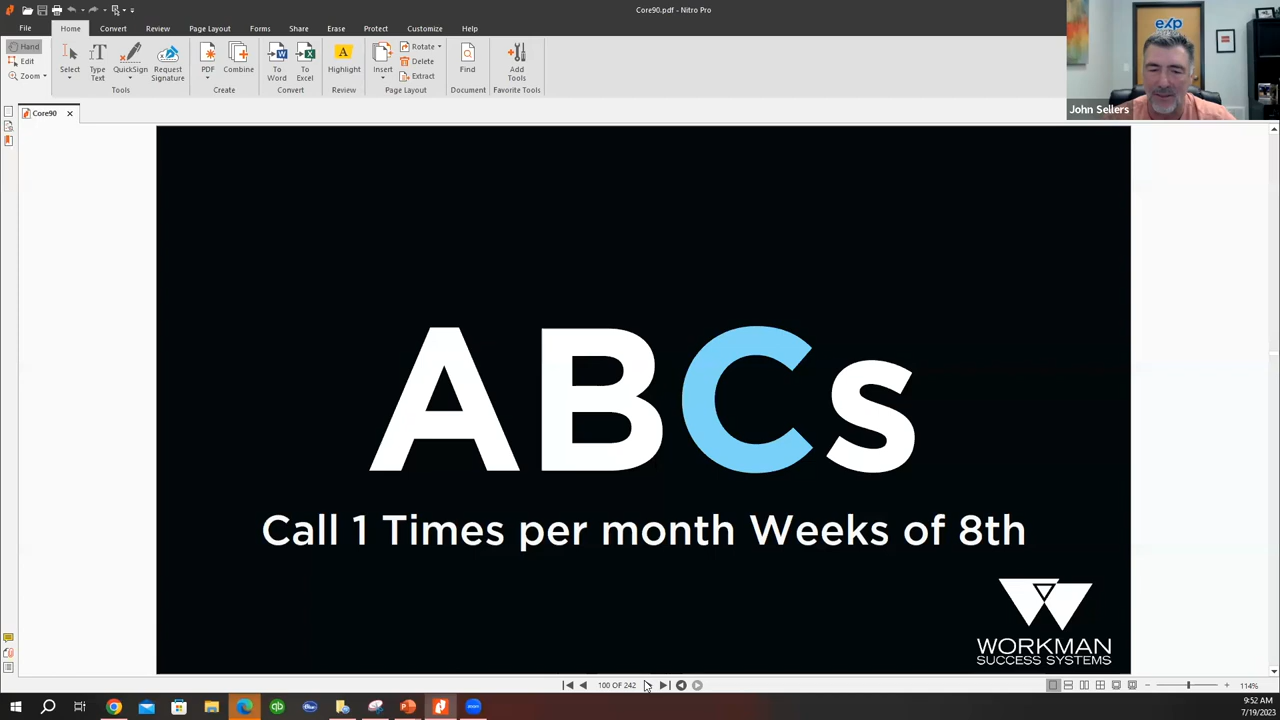 Core90.pdf - Nitro Pro
File Home Convert Review Page Layout Forms Share Erase Protect Customize Help
Hand
Edit
Zoom
Select
Type Text
QuickSign
Request Signature
Tools
PDF
Combine
Create
To Word
To Excel
Convert
Highlight
Review
Insert
Rotate
Delete
Extract
Page Layout
Find
Document
Add Tools
Favorite Tools
exp
John Sellers
Core90
ABCs
Call 1 Times per month Weeks of 8th
WORKMAN
SUCCESS SYSTEMS
100 OF 242
114%
9:52 AM
7/19/2023